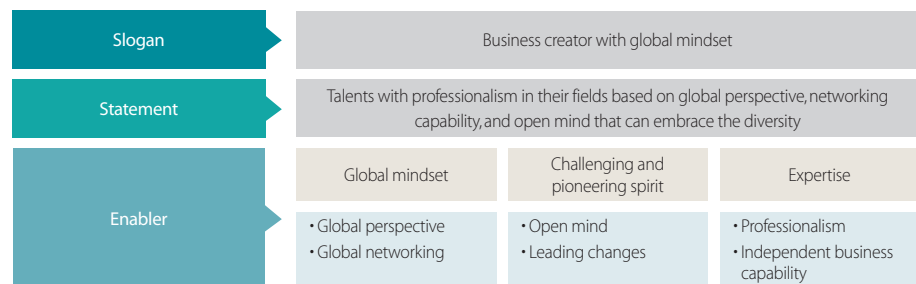 Slogan
Business creator with global mindset
Statement
Talents with professionalism in their fields based on global perspective, networking
capability, and open mind that can embrace the diversity
Enabler
Global mindset
• Global perspective
• Global networking
Challenging and
pioneering spirit
• Open mind
• Leading changes
Expertise
• Professionalism
• Independent business
capability